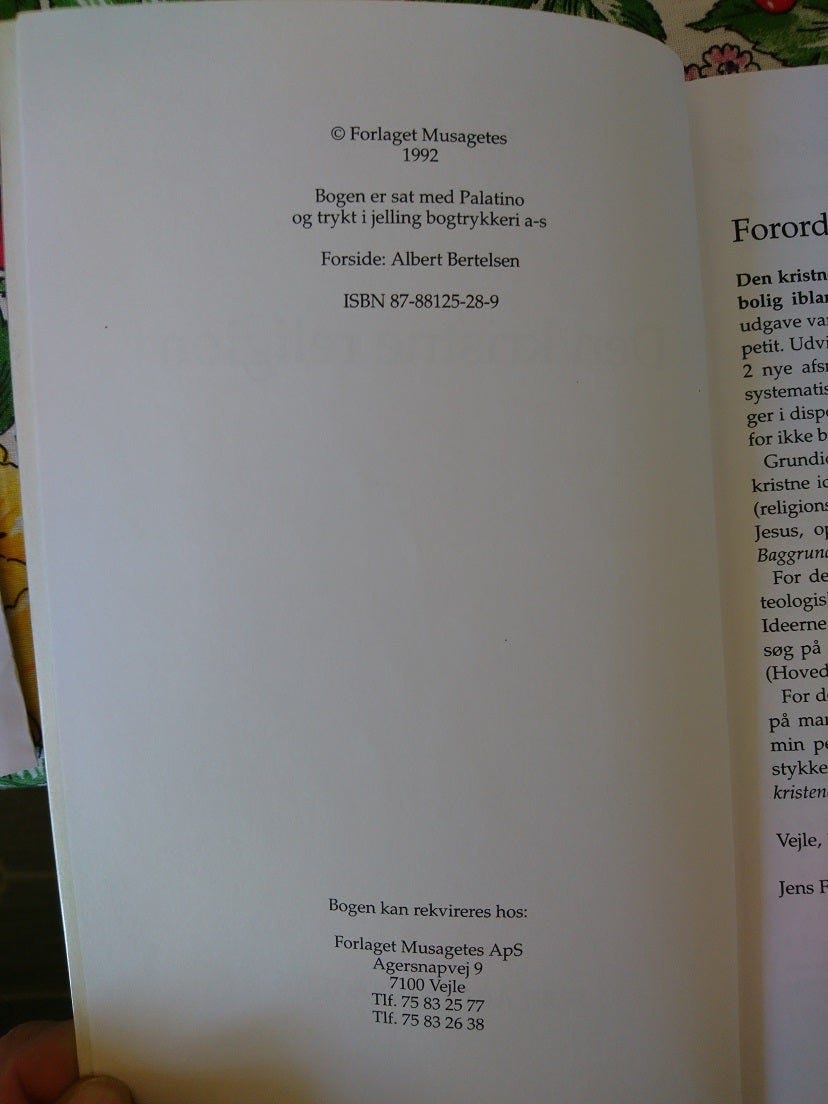 © Forlaget Musagetes
1992
Bogen er sat med Palatino
og trykt i jelling bogtrykkeri a-s
Forside: Albert Bertelsen
ISBN 87-88125-28-9
Bogen kan rekvireres hos:
Forlaget Musagetes ApS
Agersnapvej 9
7100 Vejle
Tlf. 75 83 25 77
Tlf. 75 83 26 38
Forord
Den kristn
bolig iblan
udgave va
petit. Udvi
2 nye afsn
systematis
ger i disp
for ikke b
Grundid
kristne id
(religions
Jesus, op
Baggrund
For de
teologisk
Ideerne
søg på
(Hoved
For d
på man
min pe
stykke
kristen
Vejle,
Jens F